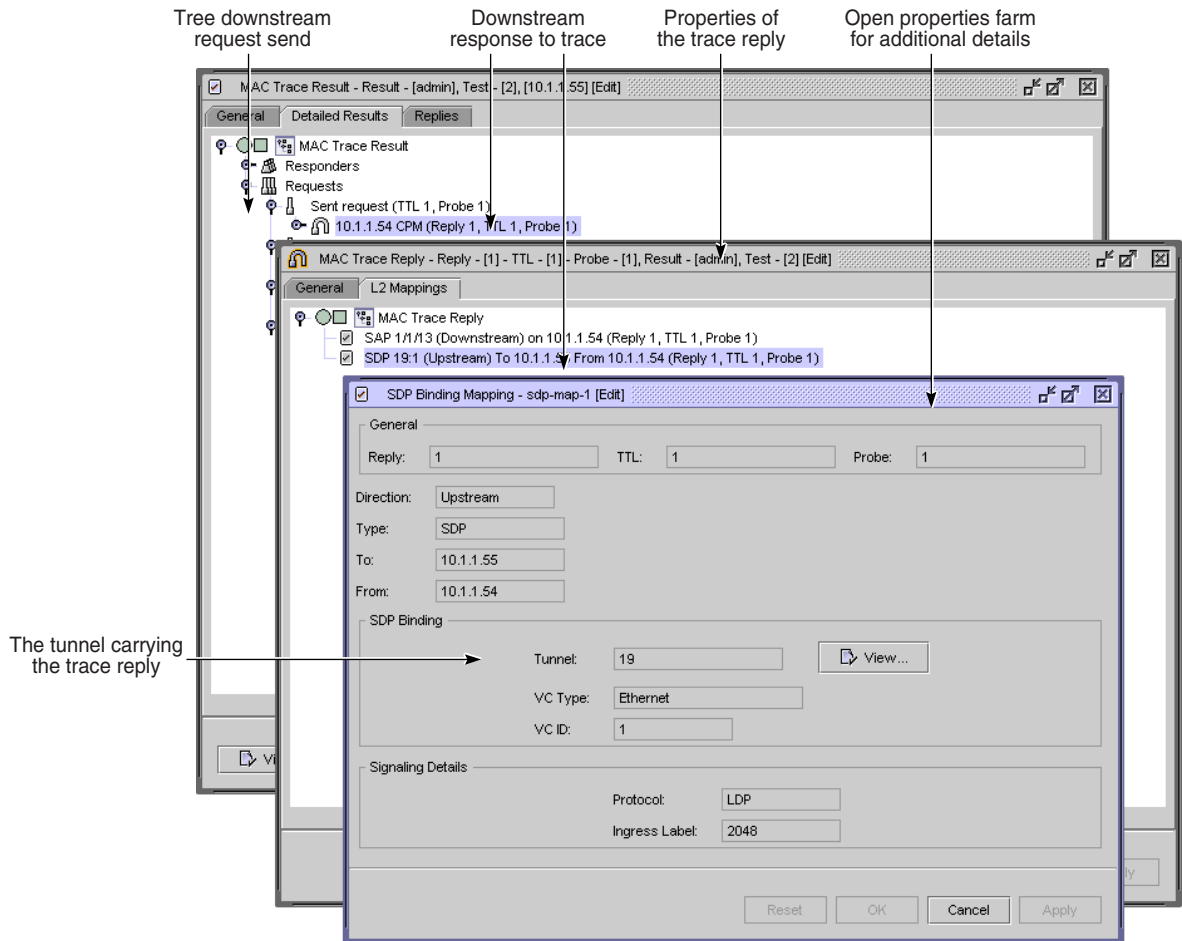 Tree downstream
request send
Downstream
response to trace
Properties of
the trace reply
Open properties farm
for additional details
MAC Trace Result - Result - [admin], Test - [2], [10.1.1.55] [Edit]
General Detailed Results Replies
MAC Trace Result
Responders
Requests
Sent request (TTL 1, Probe 1)
10.1.1.54 CPM (Reply 1, TTL 1, Probe 1)
MAC Trace Reply - Reply - [1] - TTL - [1] - Probe - [1], Result - [admin], Test - [2] [Edit]
General L2 Mappings
MAC Trace Reply
SAP 1/1/13 (Downstream) on 10.1.1.54 (Reply 1, TTL 1, Probe 1)
SDP 19:1 (Upstream) To 10.1.1.55 From 10.1.1.54 (Reply 1, TTL 1, Probe 1)
SDP Binding Mapping - sdp-map-1 [Edit]
General
Reply: 1 TTL: 1 Probe: 1
Direction: Upstream
Type: SDP
To: 10.1.1.55
From: 10.1.1.54
SDP Binding
The tunnel carrying
the trace reply
Tunnel: 19 View...
VC Type: Ethernet
VC ID: 1
Signaling Details
Protocol: LDP
Ingress Label: 2048
Reset OK Cancel Apply